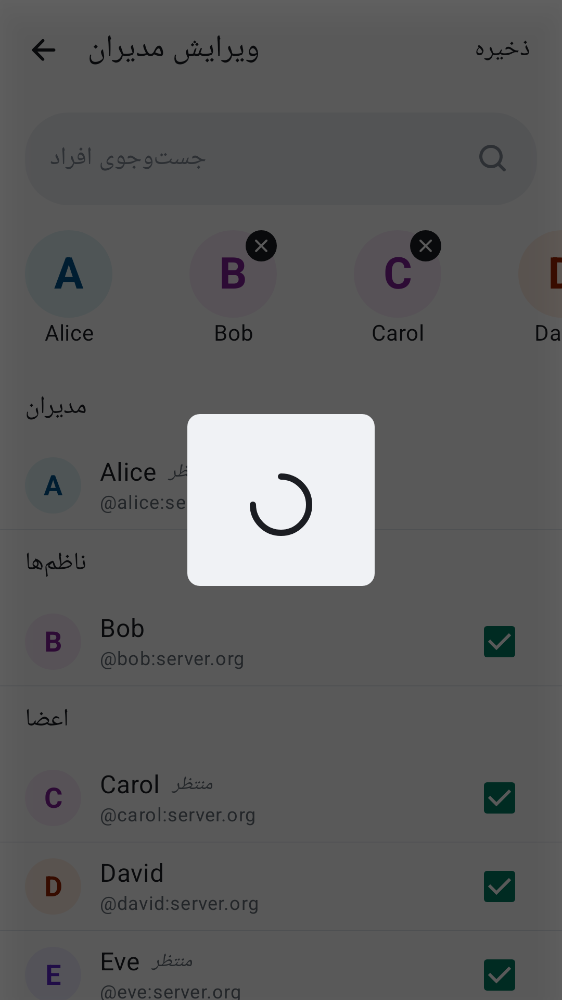 ویرایش مدیران
ذخیره
جست‌وجوی افراد
A
B
C
D
Alice
Bob
Carol
Da
مدیران
A
Alice
@alice:se
ناظم‌ها
B
Bob
@bob:server.org
اعضا
C
Carol منتظر
@carol:server.org
D
David
@david:server.org
E
Eve منتظر
@eve:server.org